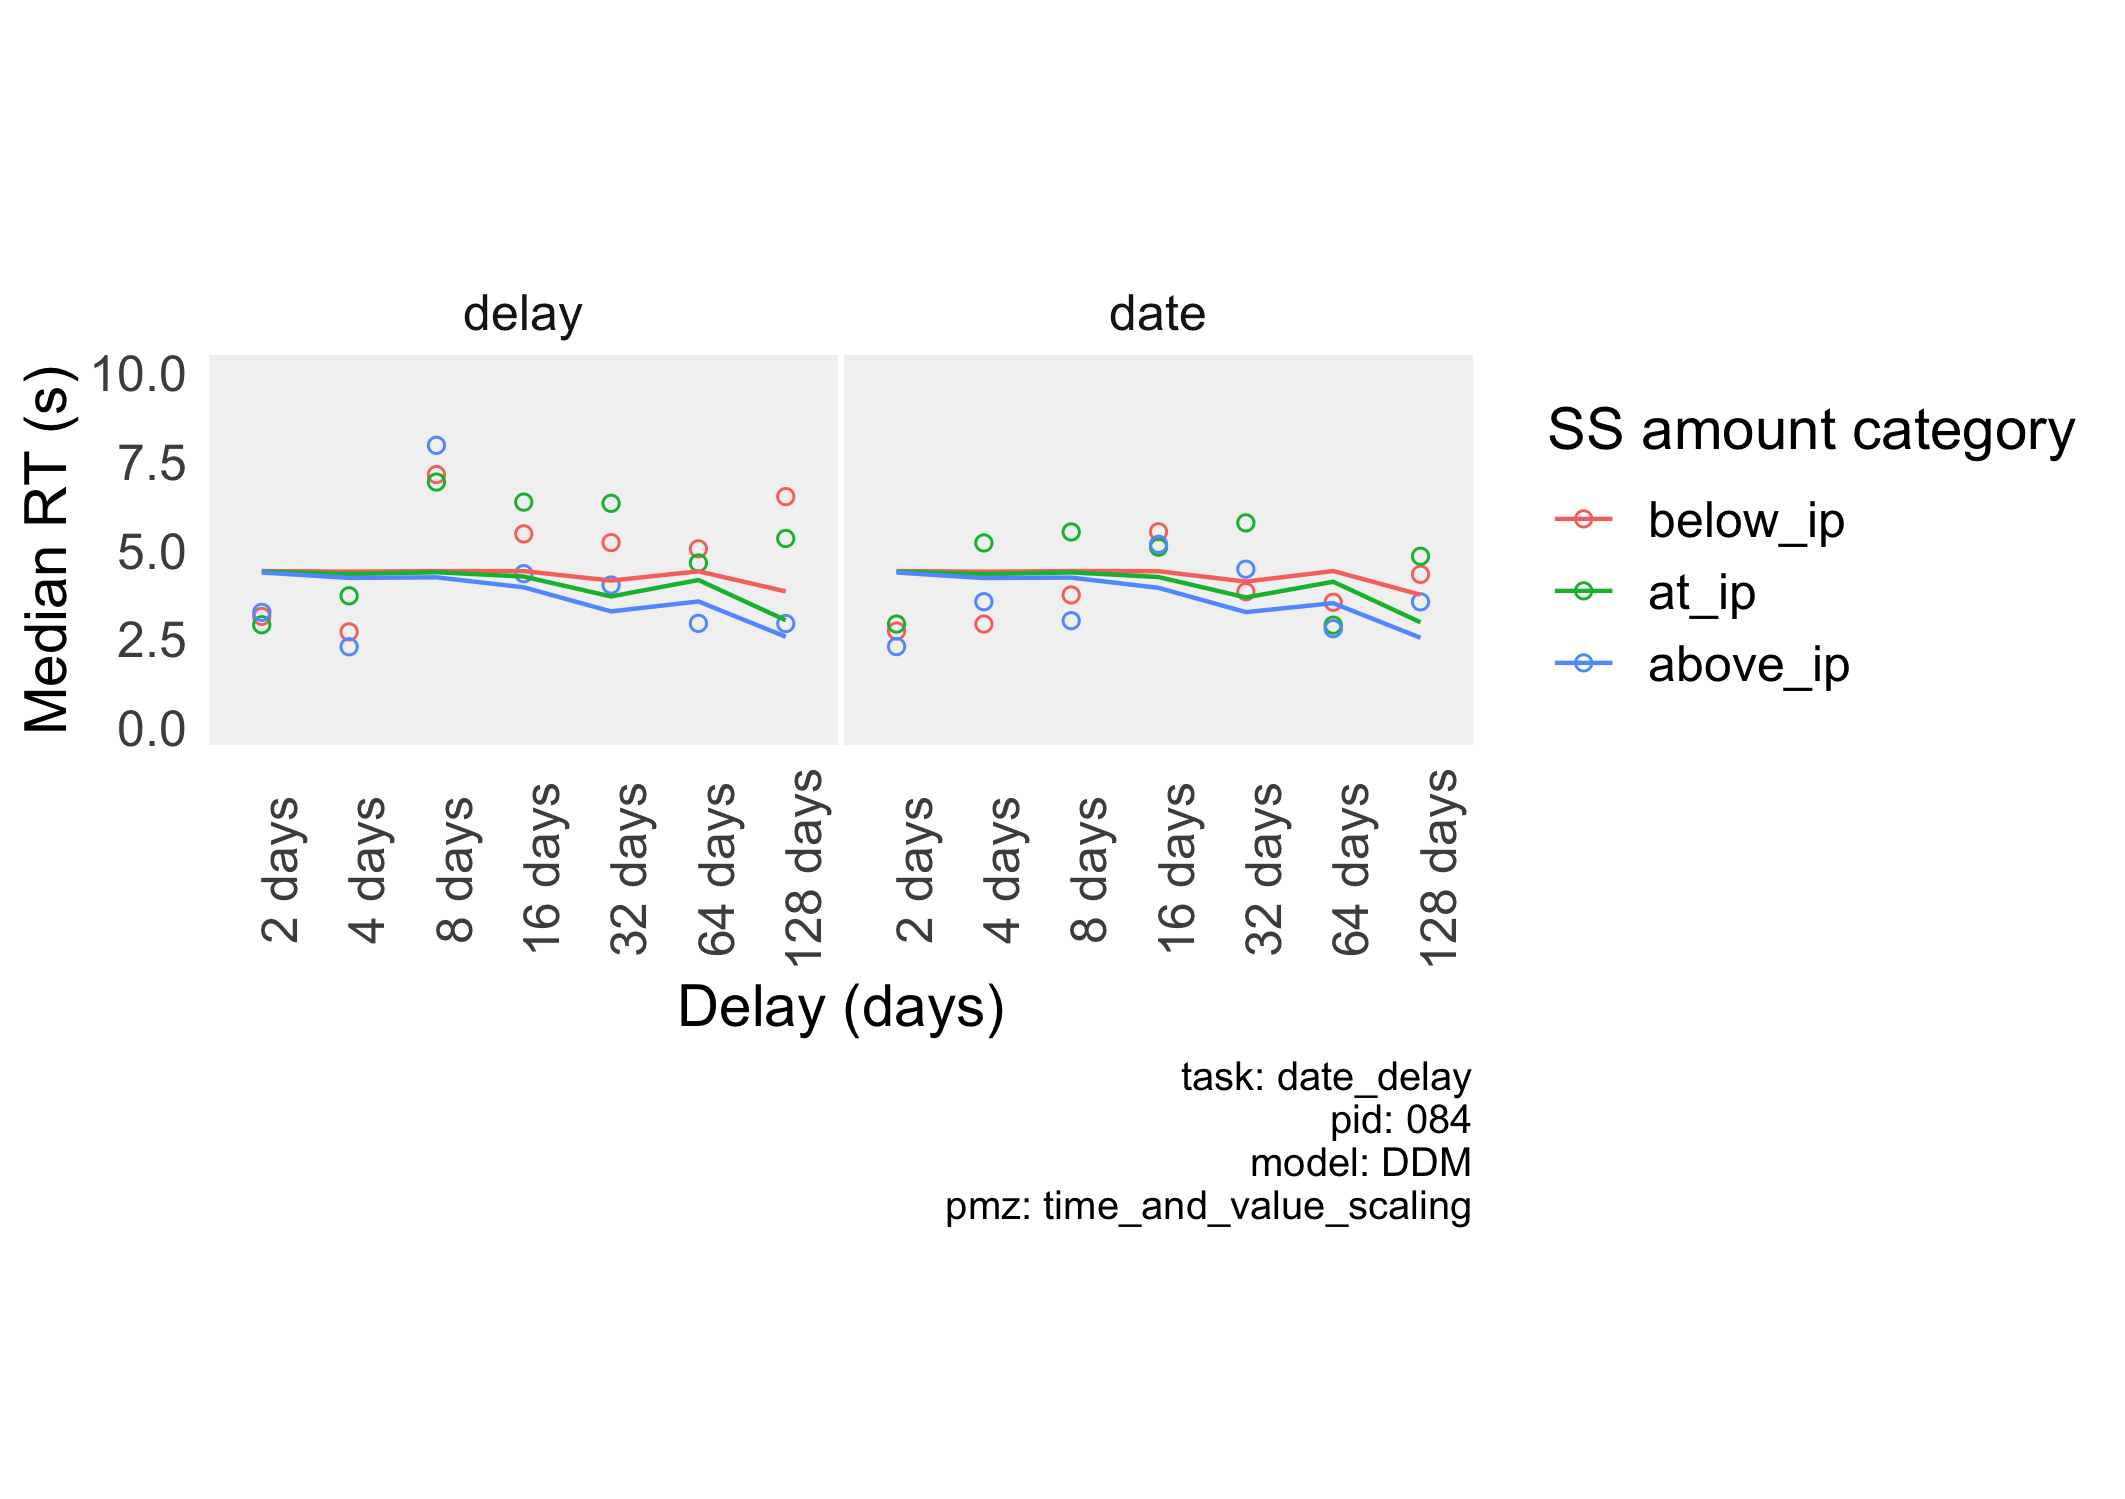 delay
date
Median RT (s)
10.0
7.5
5.0
2.5
0.0
2 days
4 days
8 days
16 days
32 days
64 days
128 days
2 days
4 days
8 days
16 days
32 days
64 days
128 days
Delay (days)
SS amount category
below_ip
at_ip
above_ip
task: date_delay
pid: 084
model: DDM
pmz: time_and_value_scaling